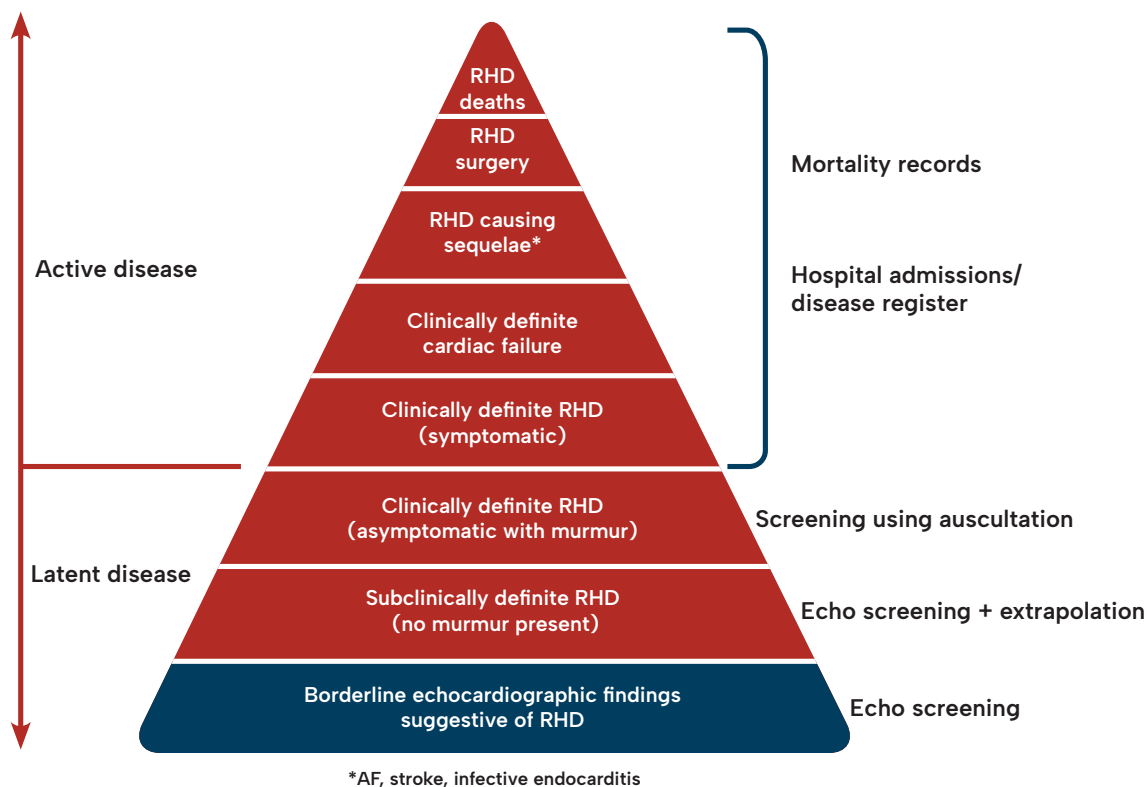 RHD
deaths
RHD
surgery
Mortality records
RHD causing
sequelae*
Active disease
Hospital admissions/
disease register
Clinically definite
cardiac failure
Clinically definite RHD
(symptomatic)
Clinically definite RHD
(asymptomatic with murmur)
Screening using auscultation
Latent disease
Subclinically definite RHD
(no murmur present)
Echo screening + extrapolation
Borderline echocardiographic findings
suggestive of RHD
Echo screening
*AF, stroke, infective endocarditis